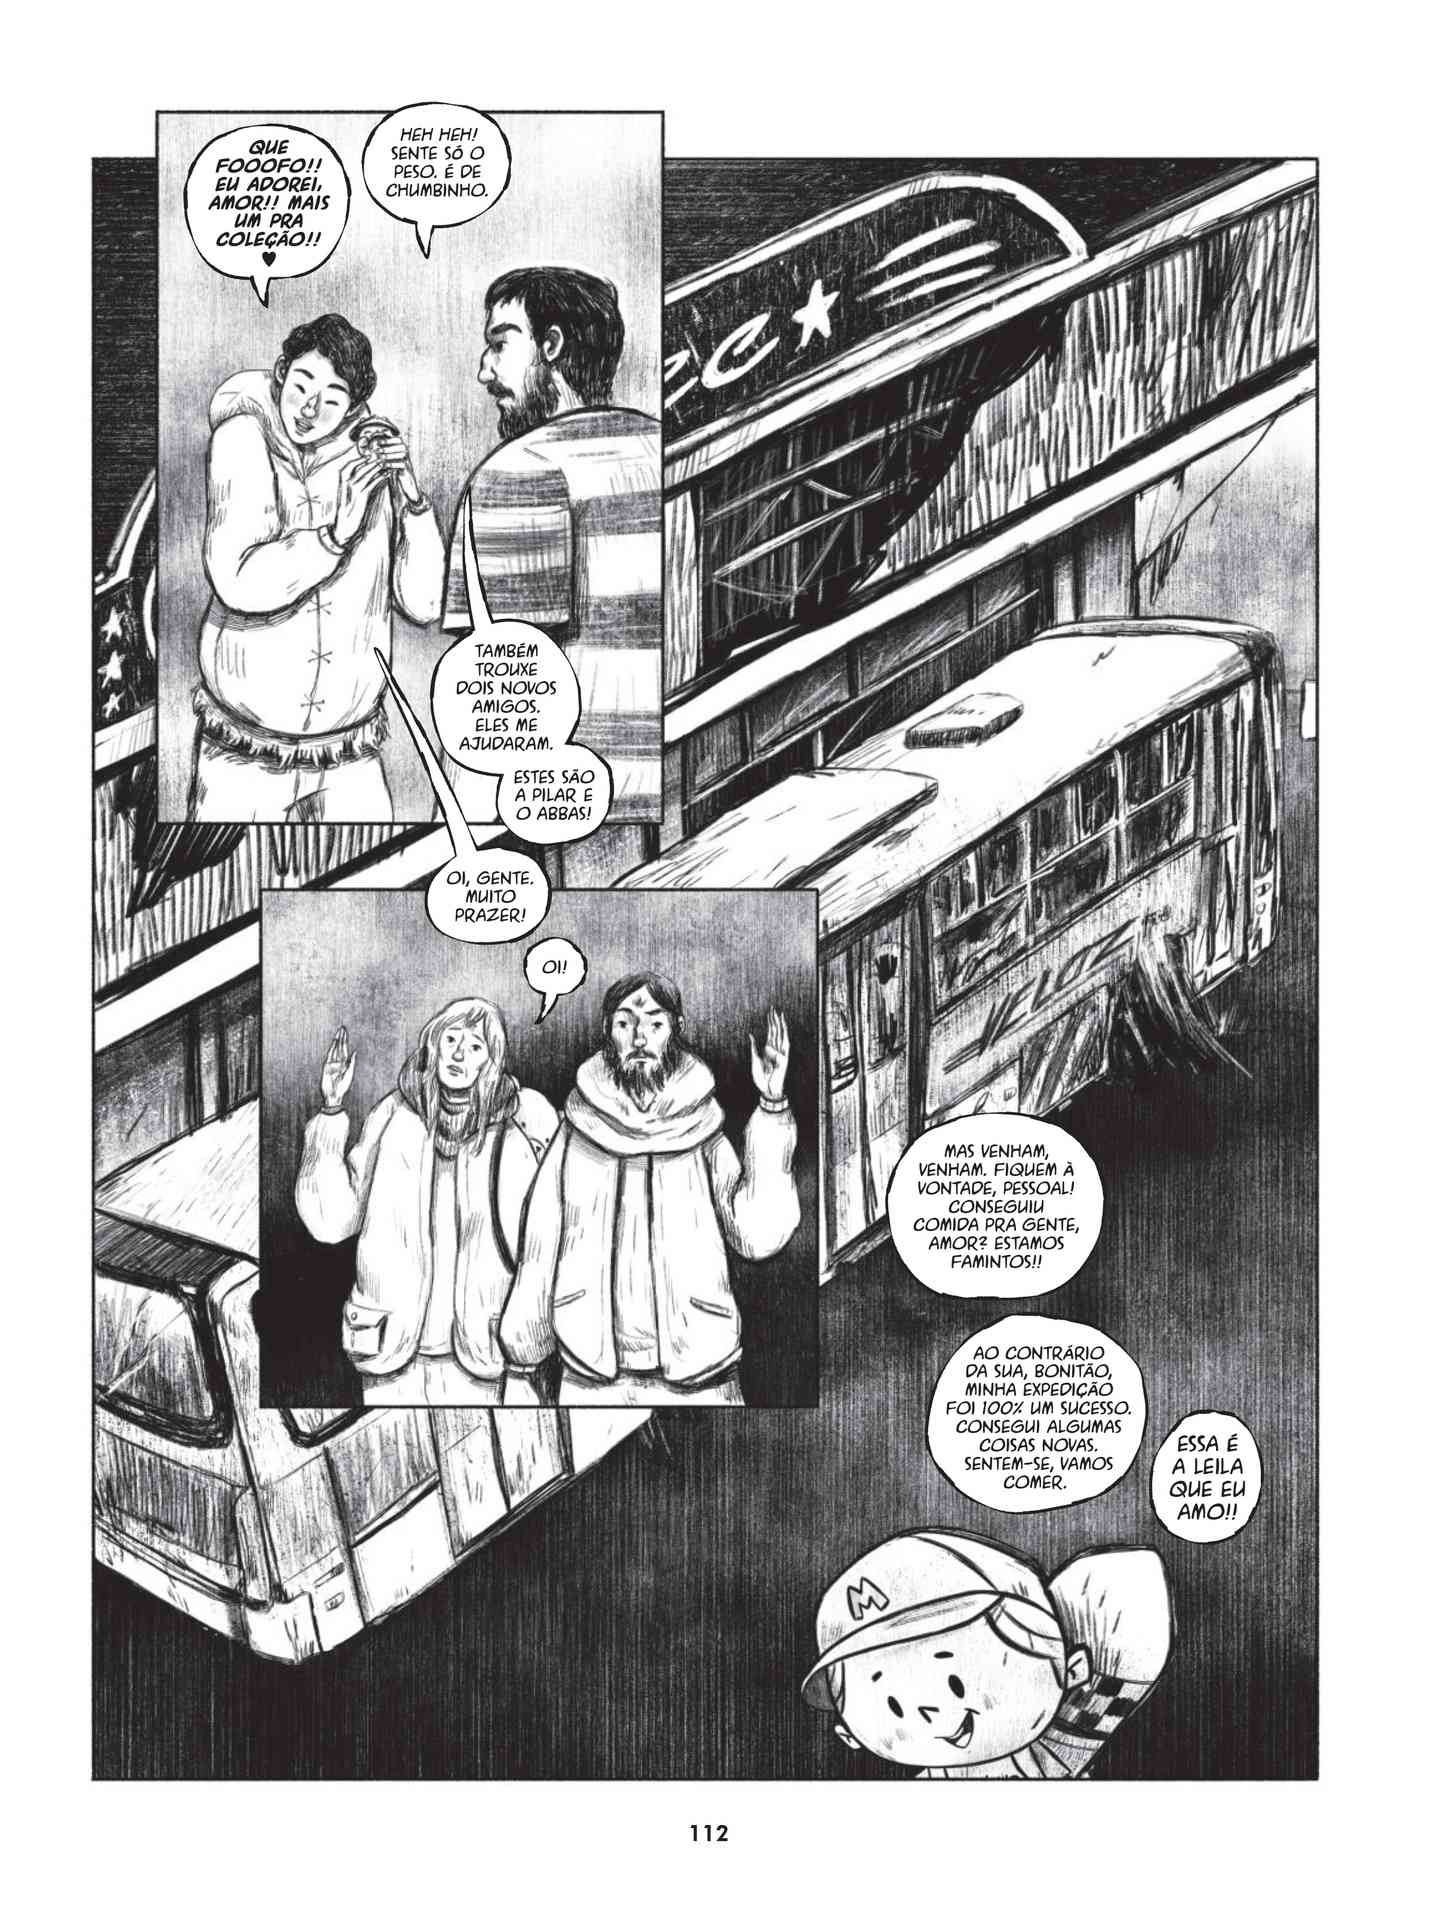 QUE
FOOOFO!!
EU ADOREI,
AMOR!! MAIS
UM PRA
COLEÇÃO!!
♥
HEH HEH!
SENTE SÓ O
PESO. É DE
CHUMBINHO.
TAMBÉM
TROUXE
DOIS NOVOS
AMIGOS.
ELES ME
AJUDARAM.
ESTES SÃO
A PILAR E
O ABBAS!
OI, GENTE.
MUITO
PRAZER!
OI!
MAS VENHAM,
VENHAM. FIQUEM À
VONTADE, PESSOAL!
CONSEGUIU
COMIDA PRA GENTE,
AMOR? ESTAMOS
FAMINTOS!!
AO CONTRÁRIO
DA SUA, BONITÃO,
MINHA EXPEDIÇÃO
FOI 100% UM SUCESSO.
CONSEGUI ALGUMAS
COISAS NOVAS.
SENTEM-SE, VAMOS
COMER.
ESSA É
A LEILA
QUE EU
AMO!!
M
112